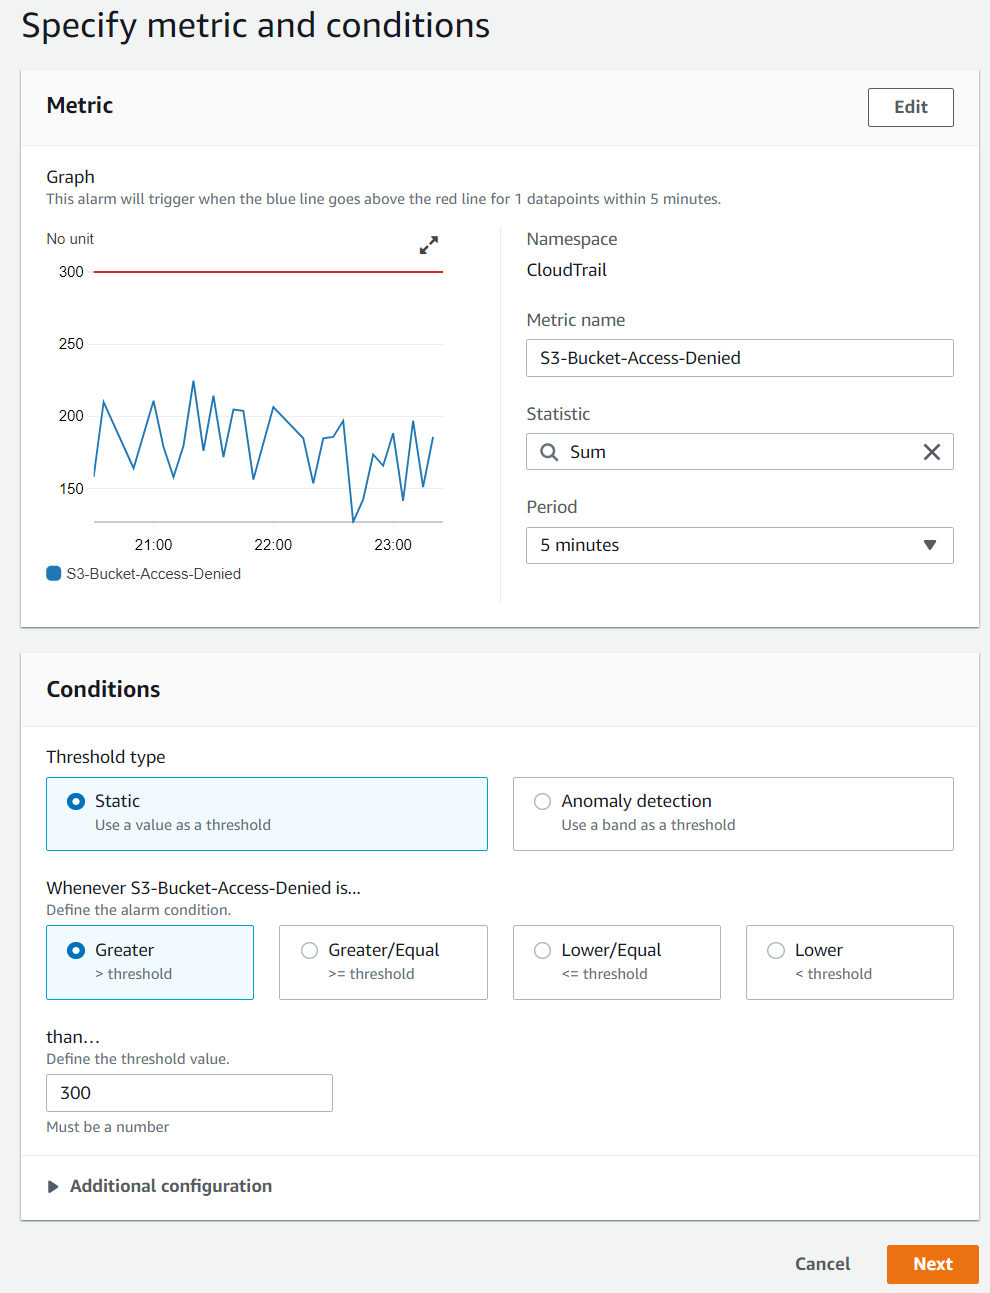 Specify metric and conditions
Metric
Edit
Graph
This alarm will trigger when the blue line goes above the red line for 1 datapoints within 5 minutes.
No unit
300
250
200
150
21:00 22:00 23:00
S3-Bucket-Access-Denied
Namespace
CloudTrail
Metric name
S3-Bucket-Access-Denied
Statistic
Sum
Period
5 minutes
Conditions
Threshold type
Static
Use a value as a threshold
Anomaly detection
Use a band as a threshold
Whenever S3-Bucket-Access-Denied is...
Define the alarm condition.
Greater
> threshold
Greater/Equal
>= threshold
Lower/Equal
<= threshold
Lower
< threshold
than...
Define the threshold value.
300
Must be a number
Additional configuration
Cancel
Next